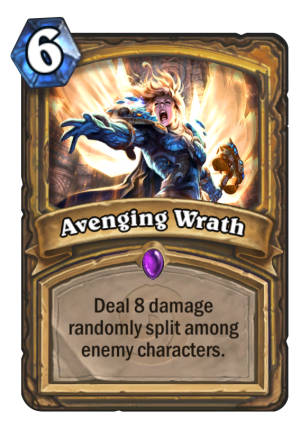 6
Avenging Wrath
Deal 8 damage
randomly split among
enemy characters.